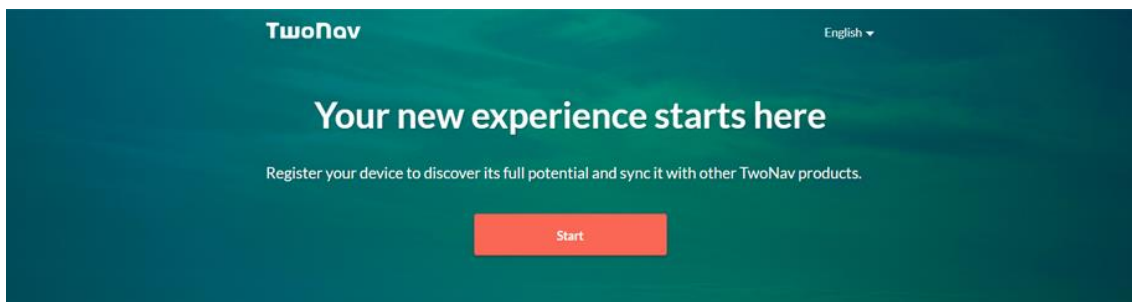 TwoNav
English
Your new experience starts here
Register your device to discover its full potential and sync it with other TwoNav products.
Start